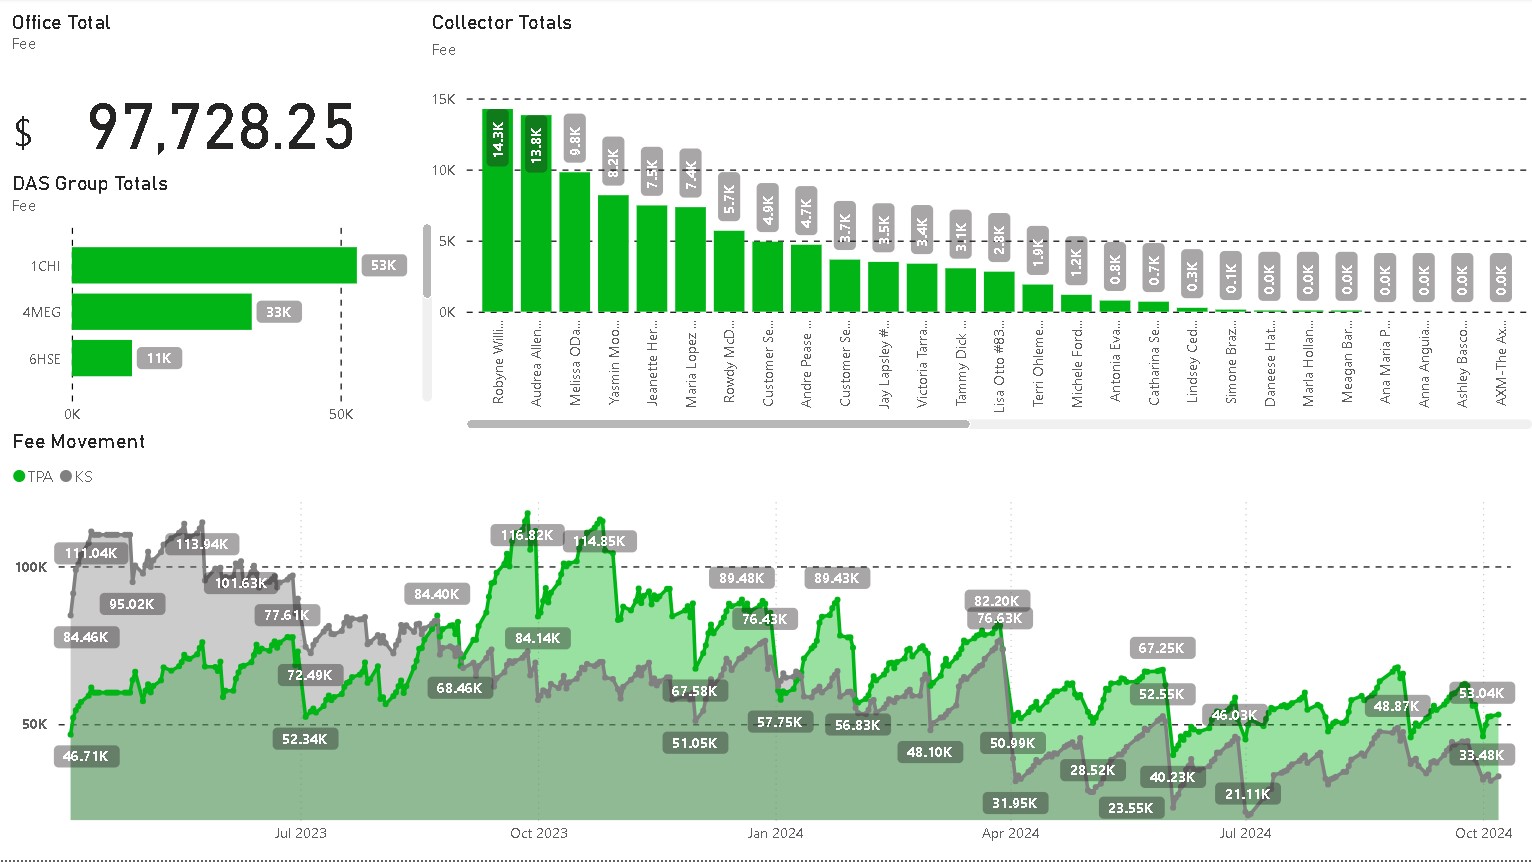 Office Total
Fee
$ 97,728.25
DAS Group Totals
Fee
1CHI 53K
4MEG 33K
6HSE 11K
0K 50K
Collector Totals
Fee
15K
10K
5K
0K
14.3K
13.8K
9.8K
8.2K
7.5K
7.4K
5.7K
4.9K
4.7K
3.7K
3.5K
3.4K
3.1K
2.8K
1.9K
1.2K
0.8K
0.7K
0.3K
0.1K
0.0K
0.0K
0.0K
0.0K
0.0K
0.0K
0.0K
Robyne Willi...
Audrea Allen...
Melissa ODa...
Yasmin Moo...
Jeanette Her...
Maria Lopez ...
Rowdy McD...
Customer Se...
Andre Pease ...
Customer Se...
Jay Lapsley #...
Victoria Tarra...
Tammy Dick ...
Lisa Otto #83...
Terri Ohleme...
Michele Ford...
Antonia Eva...
Catharina Se...
Lindsey Ced...
Simone Braz...
Daneese Hat...
Marla Hollan...
Meagan Bar...
Ana Maria P...
Anna Anguia...
Ashley Basco...
AXM-The Ax...
Fee Movement
TPA KS
100K
50K
111.04K
84.46K
46.71K
95.02K
113.94K
101.63K
77.61K
72.49K
52.34K
84.40K
68.46K
116.82K
84.14K
114.85K
67.58K
51.05K
89.48K
76.43K
57.75K
89.43K
56.83K
48.10K
82.20K
76.63K
50.99K
31.95K
28.52K
23.55K
67.25K
52.55K
40.23K
46.03K
21.11K
48.87K
53.04K
33.48K
Jul 2023 Oct 2023 Jan 2024 Apr 2024 Jul 2024 Oct 2024